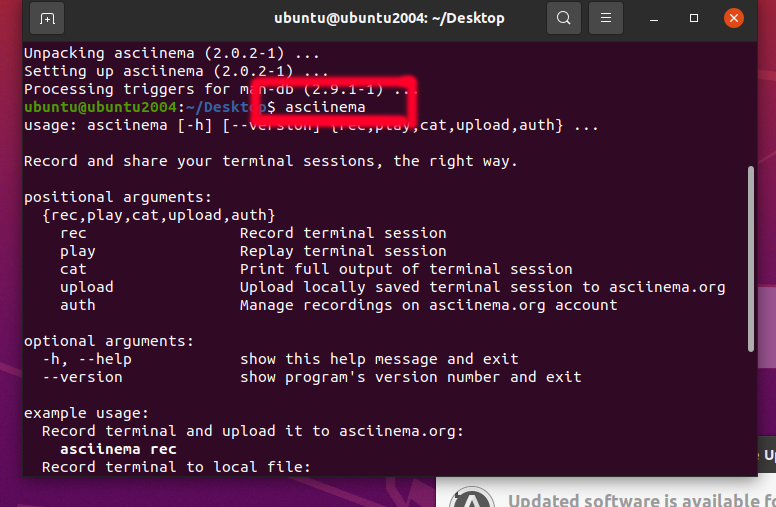 ubuntu@ubuntu2004: ~/Desktop
Unpacking asciinema (2.0.2-1) ...
Setting up asciinema (2.0.2-1) ...
Processing triggers for man-db (2.9.1-1) ...
ubuntu@ubuntu2004:~/Desktop$ asciinema
usage: asciinema [-h] [--version] {rec,play,cat,upload,auth} ...
Record and share your terminal sessions, the right way.
positional arguments:
{rec,play,cat,upload,auth}
rec Record terminal session
play Replay terminal session
cat Print full output of terminal session
upload Upload locally saved terminal session to asciinema.org
auth Manage recordings on asciinema.org account
optional arguments:
-h, --help show this help message and exit
--version show program's version number and exit
example usage:
Record terminal and upload it to asciinema.org:
asciinema rec
Record terminal to local file:
Updated software is available fo